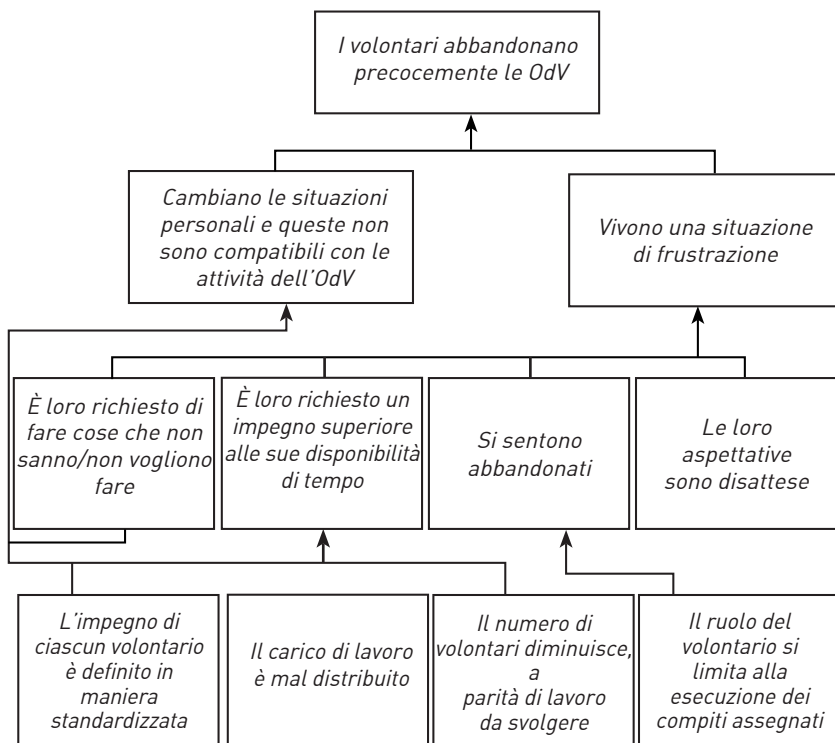 I volontari abbandonano
precocemente le OdV
Cambiano le situazioni
personali e queste non
sono compatibili con le
attività dell'OdV
Vivono una situazione
di frustrazione
È loro richiesto di
fare cose che non
sanno/non vogliono
fare
È loro richiesto un
impegno superiore
alle sue disponibilità
di tempo
Si sentono
abbandonati
Le loro
aspettative
sono disattese
L'impegno di
ciascun volontario
è definito in
maniera
standardizzata
Il carico di lavoro
è mal distribuito
Il numero di
volontari diminuisce,
a
parità di lavoro
da svolgere
Il ruolo del
volontario si
limita alla
esecuzione dei
compiti assegnati